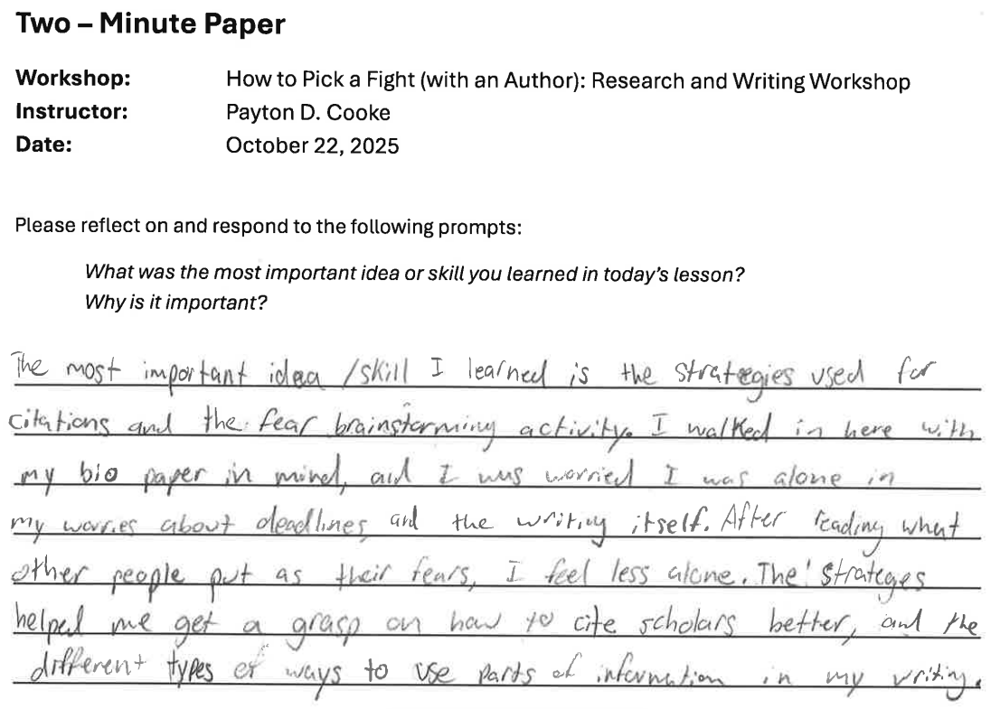 Two – Minute Paper
Workshop: How to Pick a Fight (with an Author): Research and Writing Workshop
Instructor: Payton D. Cooke
Date: October 22, 2025
Please reflect on and respond to the following prompts:
What was the most important idea or skill you learned in today's lesson?
Why is it important?
The most important idea /skill I learned is the strategies used for
citations and the fear brainstorming activity. I walked in here with
my bio paper in mind, and I was worried I was alone in
my worries about deadlines and the writing itself. After reading what
other people put as their fears, I feel less alone. The strateges
helped me get a grasp on how to cite scholars better, and the
different types of ways to use parts of information in my writing.